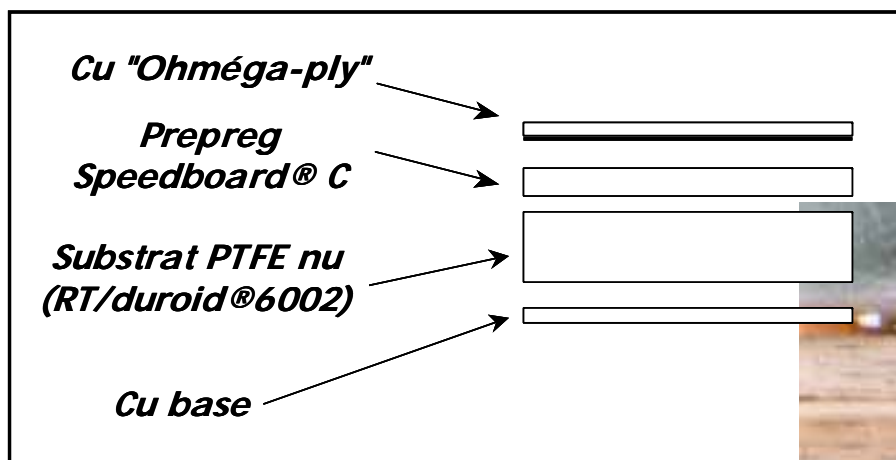 Cu "Ohméga-ply"
Prepreg
Speedboard® C
Substrat PTFE nu
(RT/duroid®6002)
Cu base